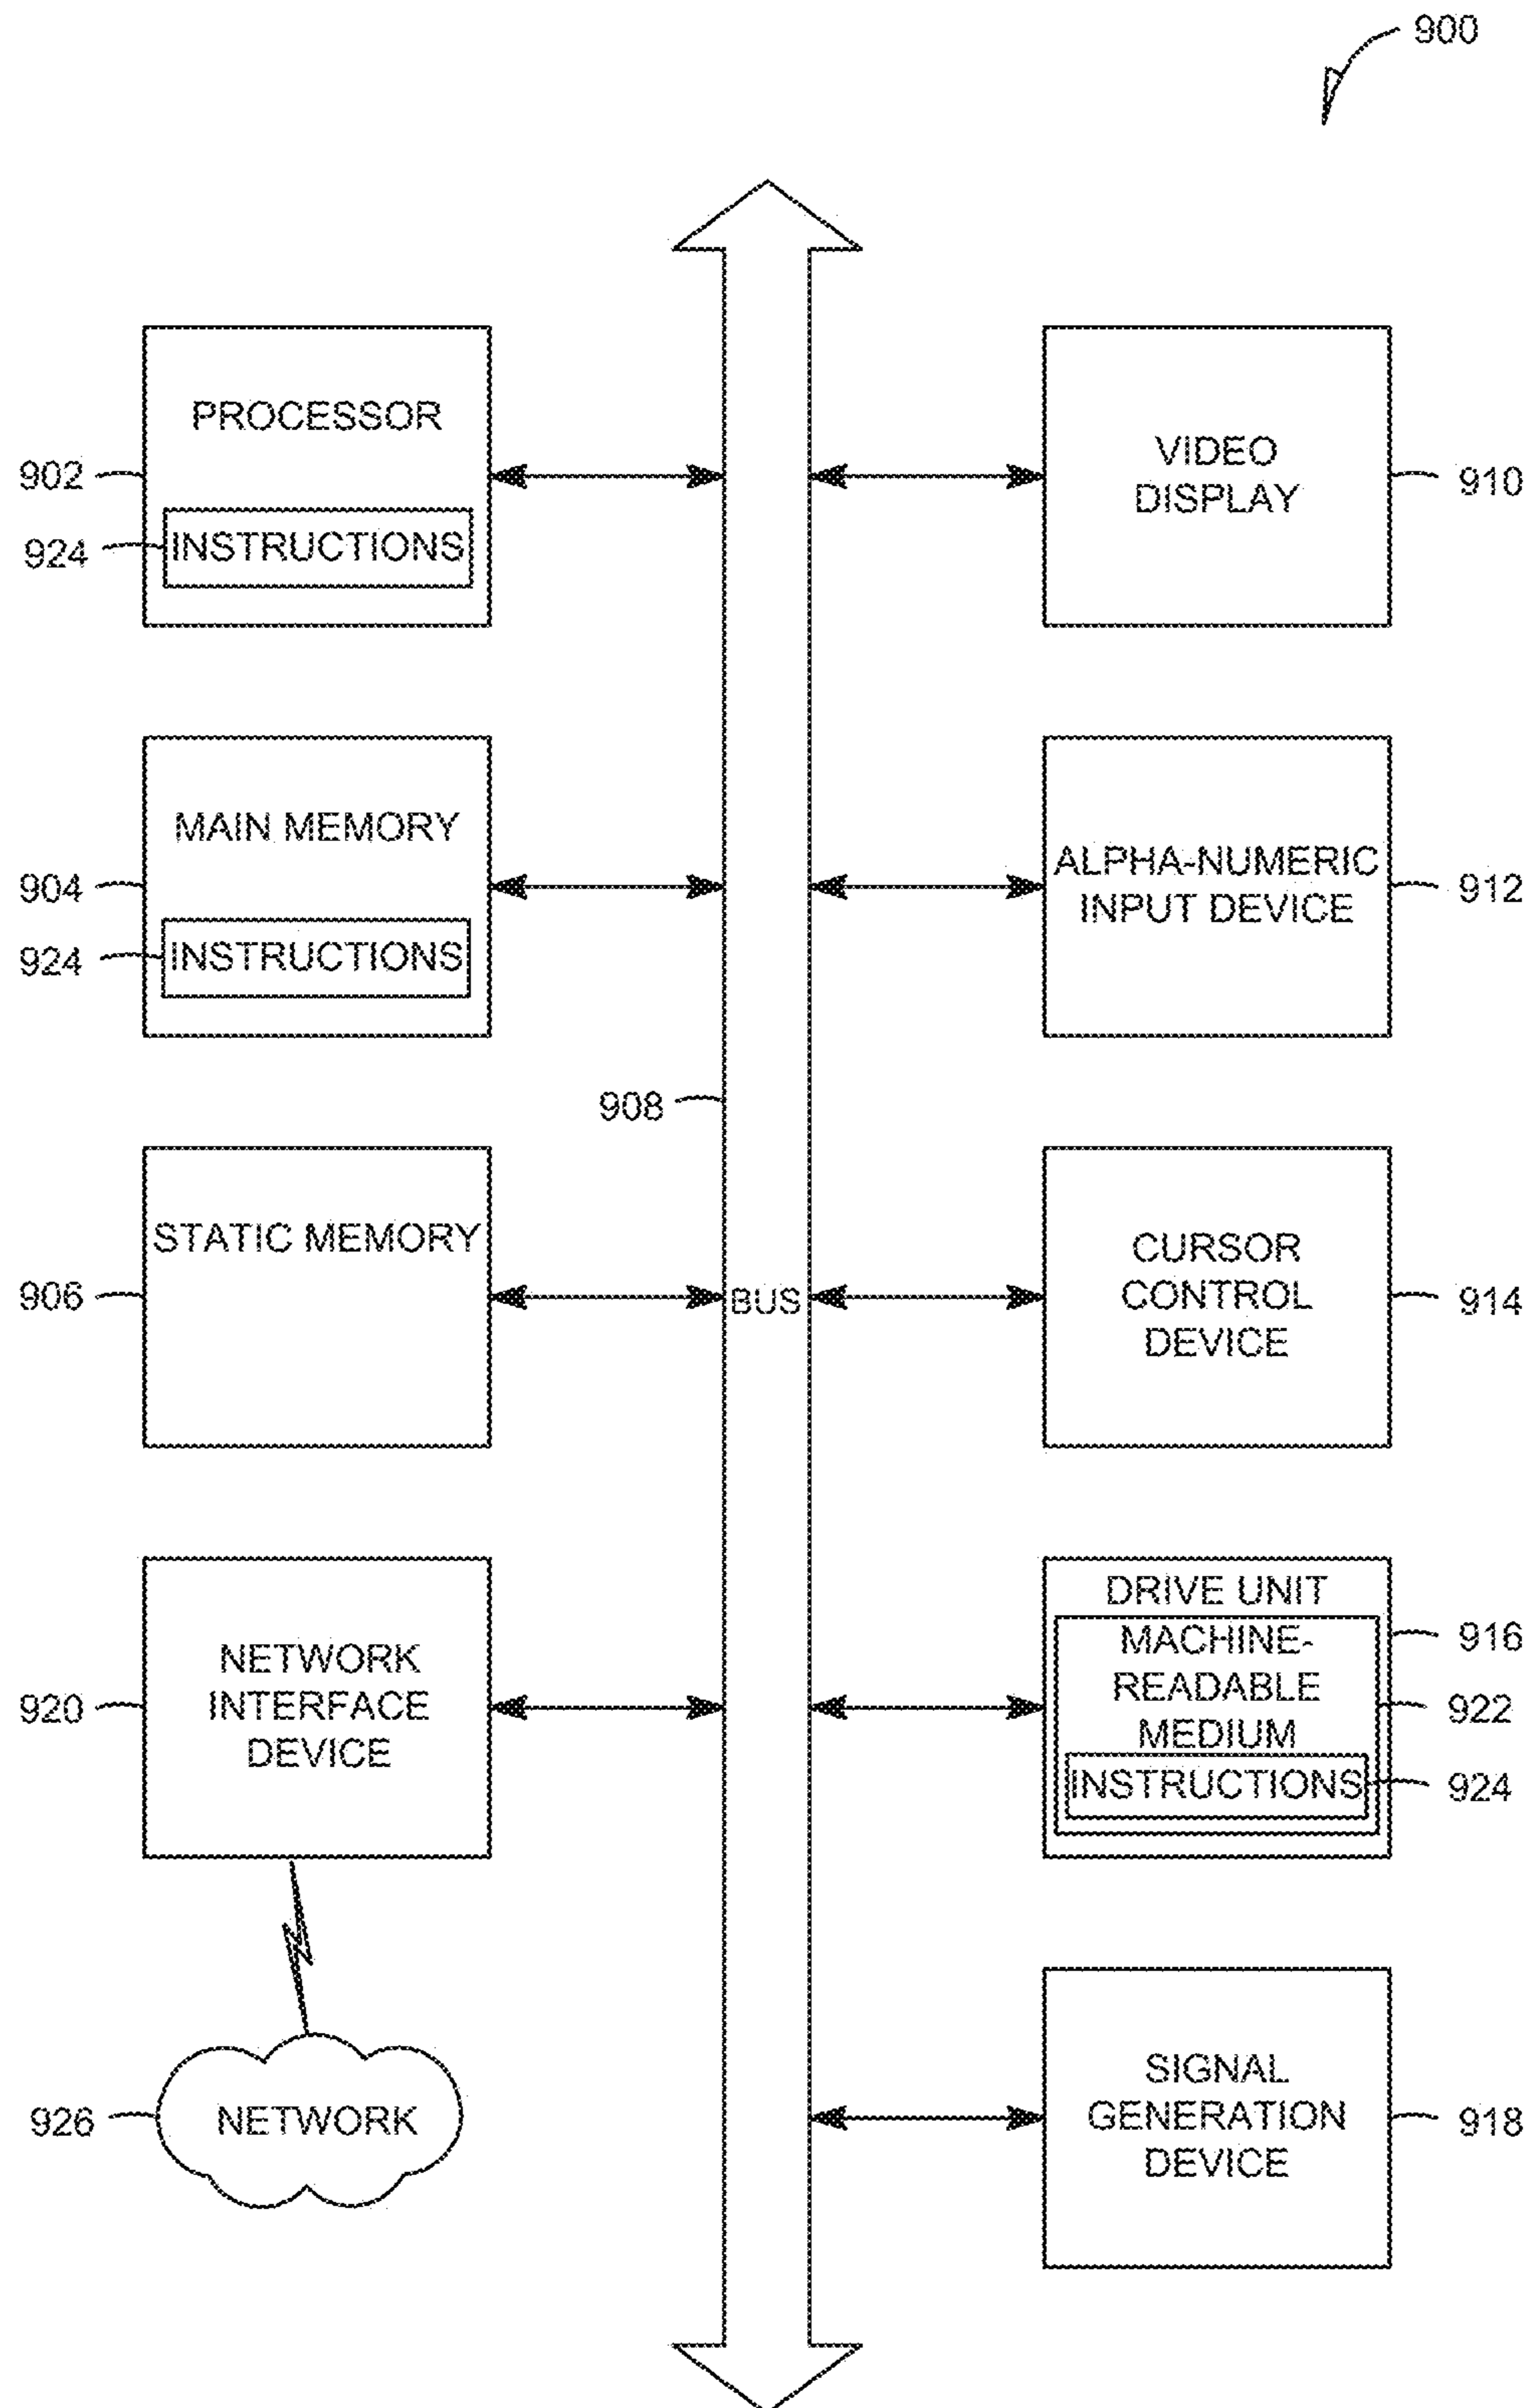 900
PROCESSOR
902
924
INSTRUCTIONS
VIDEO
DISPLAY
910
MAIN MEMORY
904
924
INSTRUCTIONS
ALPHA-NUMERIC
INPUT DEVICE
912
908
STATIC MEMORY
906
BUS
CURSOR
CONTROL
DEVICE
914
NETWORK
INTERFACE
DEVICE
920
DRIVE UNIT
916
MACHINE-
READABLE
MEDIUM
922
INSTRUCTIONS
924
NETWORK
926
SIGNAL
GENERATION
DEVICE
918